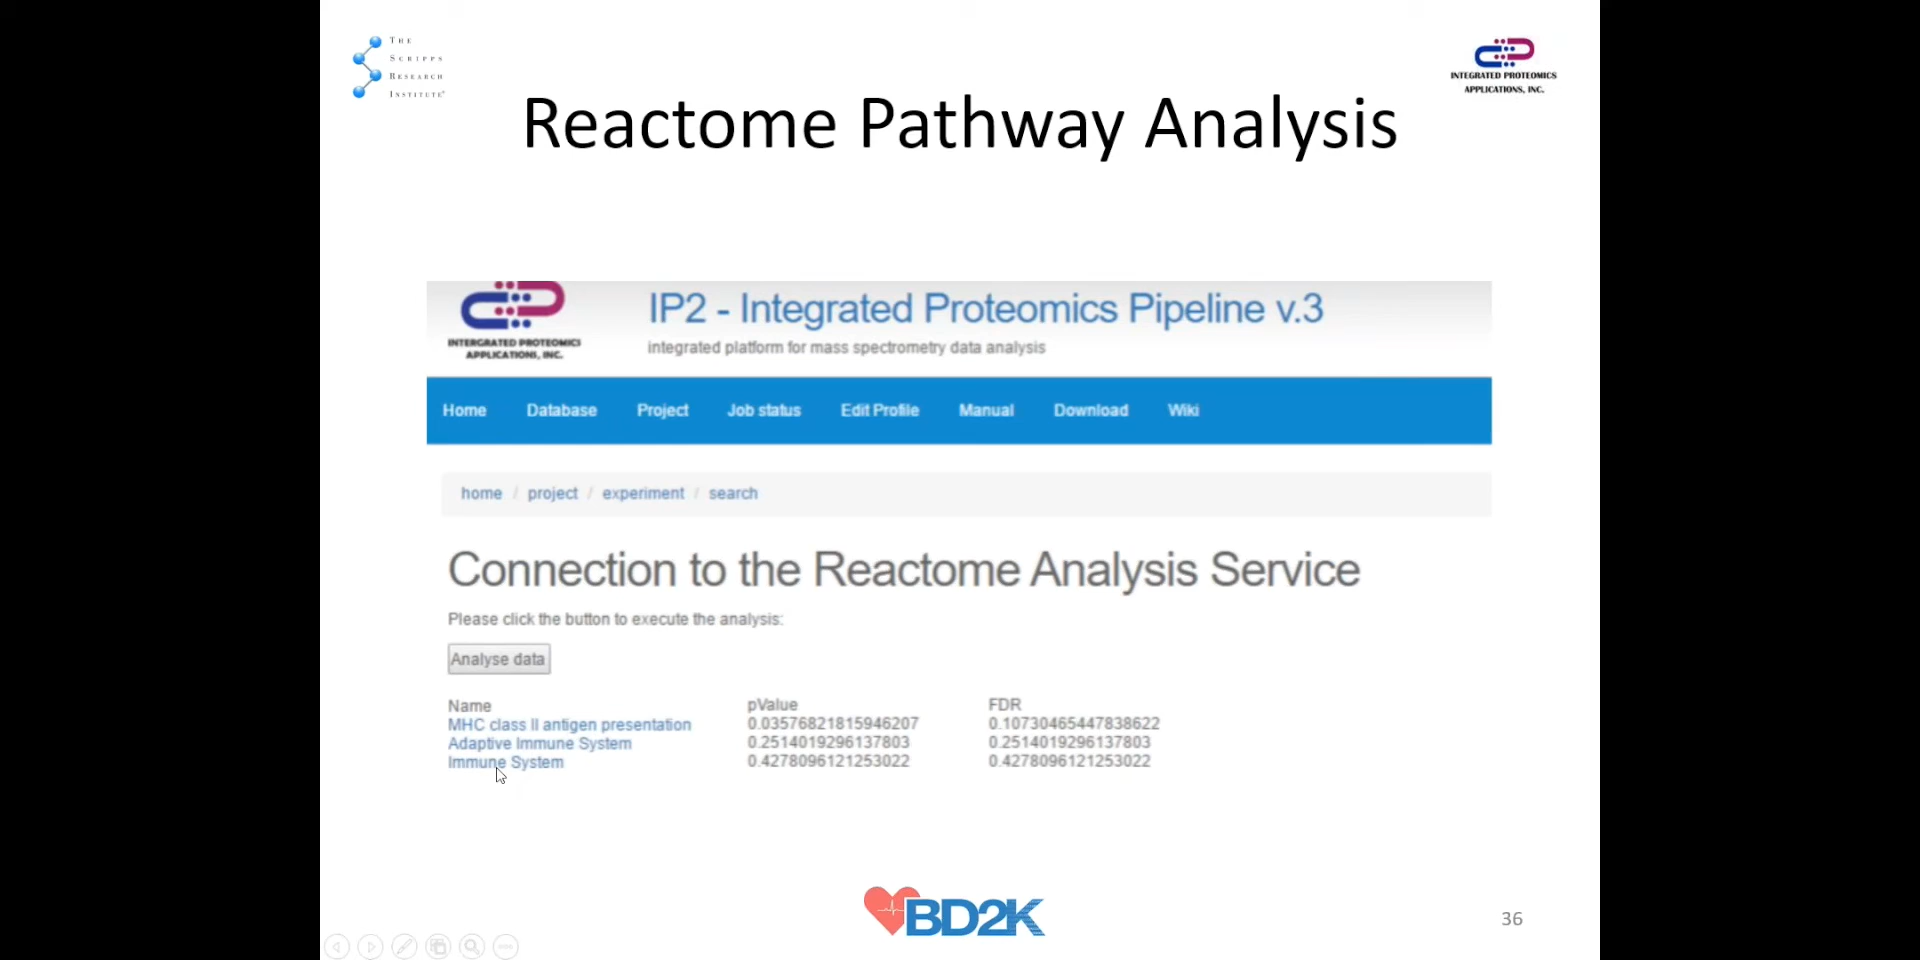 THE
SCRIPPS
RESEARCH
INSTITUTE®
INTEGRATED PROTEOMICS
APPLICATIONS, INC.
Reactome Pathway Analysis
INTERGRATED PROTEOMICS
APPLICATIONS, INC.
IP2 - Integrated Proteomics Pipeline v.3
integrated platform for mass spectrometry data analysis
Home Database Project Job status Edit Profile Manual Download Wiki
home / project / experiment / search
Connection to the Reactome Analysis Service
Please click the button to execute the analysis:
Analyse data
Name pValue FDR
MHC class II antigen presentation 0.03576821815946207 0.10730465447838622
Adaptive Immune System 0.2514019296137803 0.2514019296137803
Immune System 0.4278096121253022 0.4278096121253022
BD2K
36